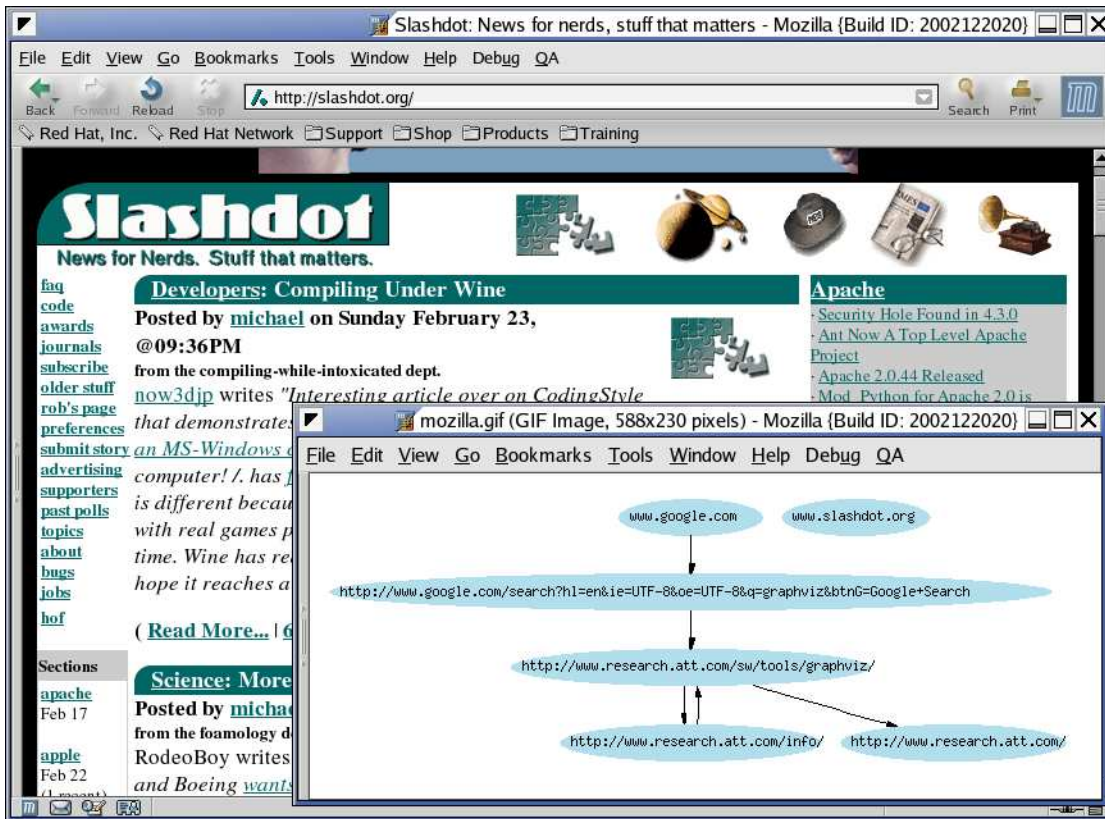 Slashdot: News for nerds, stuff that matters - Mozilla {Build ID: 2002122020}
File Edit View Go Bookmarks Tools Window Help Debug QA
Back Forward Reload Stop
http://slashdot.org/
Search Print
Red Hat, Inc. Red Hat Network Support Shop Products Training
Slashdot
News for Nerds. Stuff that matters.
faq
code
awards
journals
subscribe
older stuff
rob's page
preferences
submit story
advertising
supporters
past polls
topics
about
bugs
jobs
hof
Sections
apache
Feb 17
apple
Feb 22
(1 recent)
Developers: Compiling Under Wine
Posted by michael on Sunday February 23,
@09:36PM
from the compiling-while-intoxicated dept.
now3djp writes "Interesting article over on CodingStyle
that demonstrates
an MS-Windows
computer! /. has
is different becau
with real games p
time. Wine has re
hope it reaches a
( Read More... | 6
Science: More
Posted by michae
from the foamology d
RodeoBoy writes
and Boeing wants
Apache
· Security Hole Found in 4.3.0
· Ant Now A Top Level Apache
Project
· Apache 2.0.44 Released
· Mod_Python for Apache 2.0 is
mozilla.gif (GIF Image, 588x230 pixels) - Mozilla {Build ID: 2002122020}
File Edit View Go Bookmarks Tools Window Help Debug QA
www.google.com www.slashdot.org
http://www.google.com/search?hl=en&ie=UTF-8&oe=UTF-8&q=graphviz&btnG=Google+Search
http://www.research.att.com/sw/tools/graphviz/
http://www.research.att.com/info/ http://www.research.att.com/